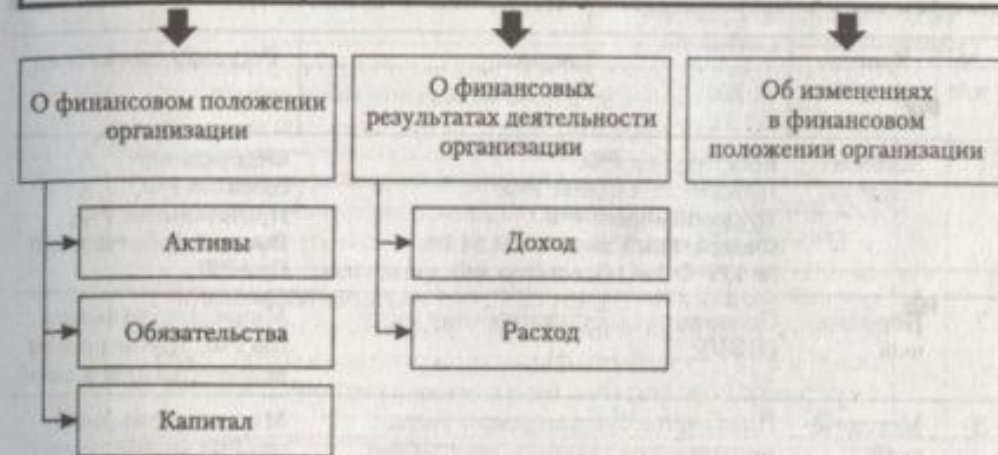 О финансовом положении
организации
О финансовых
результатах деятельности
организации
Об изменениях
в финансовом
положении организации
Активы
Обязательства
Капитал
Доход
Расход